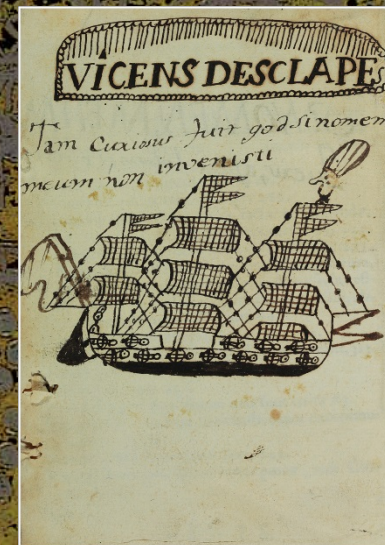 VICENS DESCLAPES
Tam Curiosus fuit qod si nomen
meum non invenisti